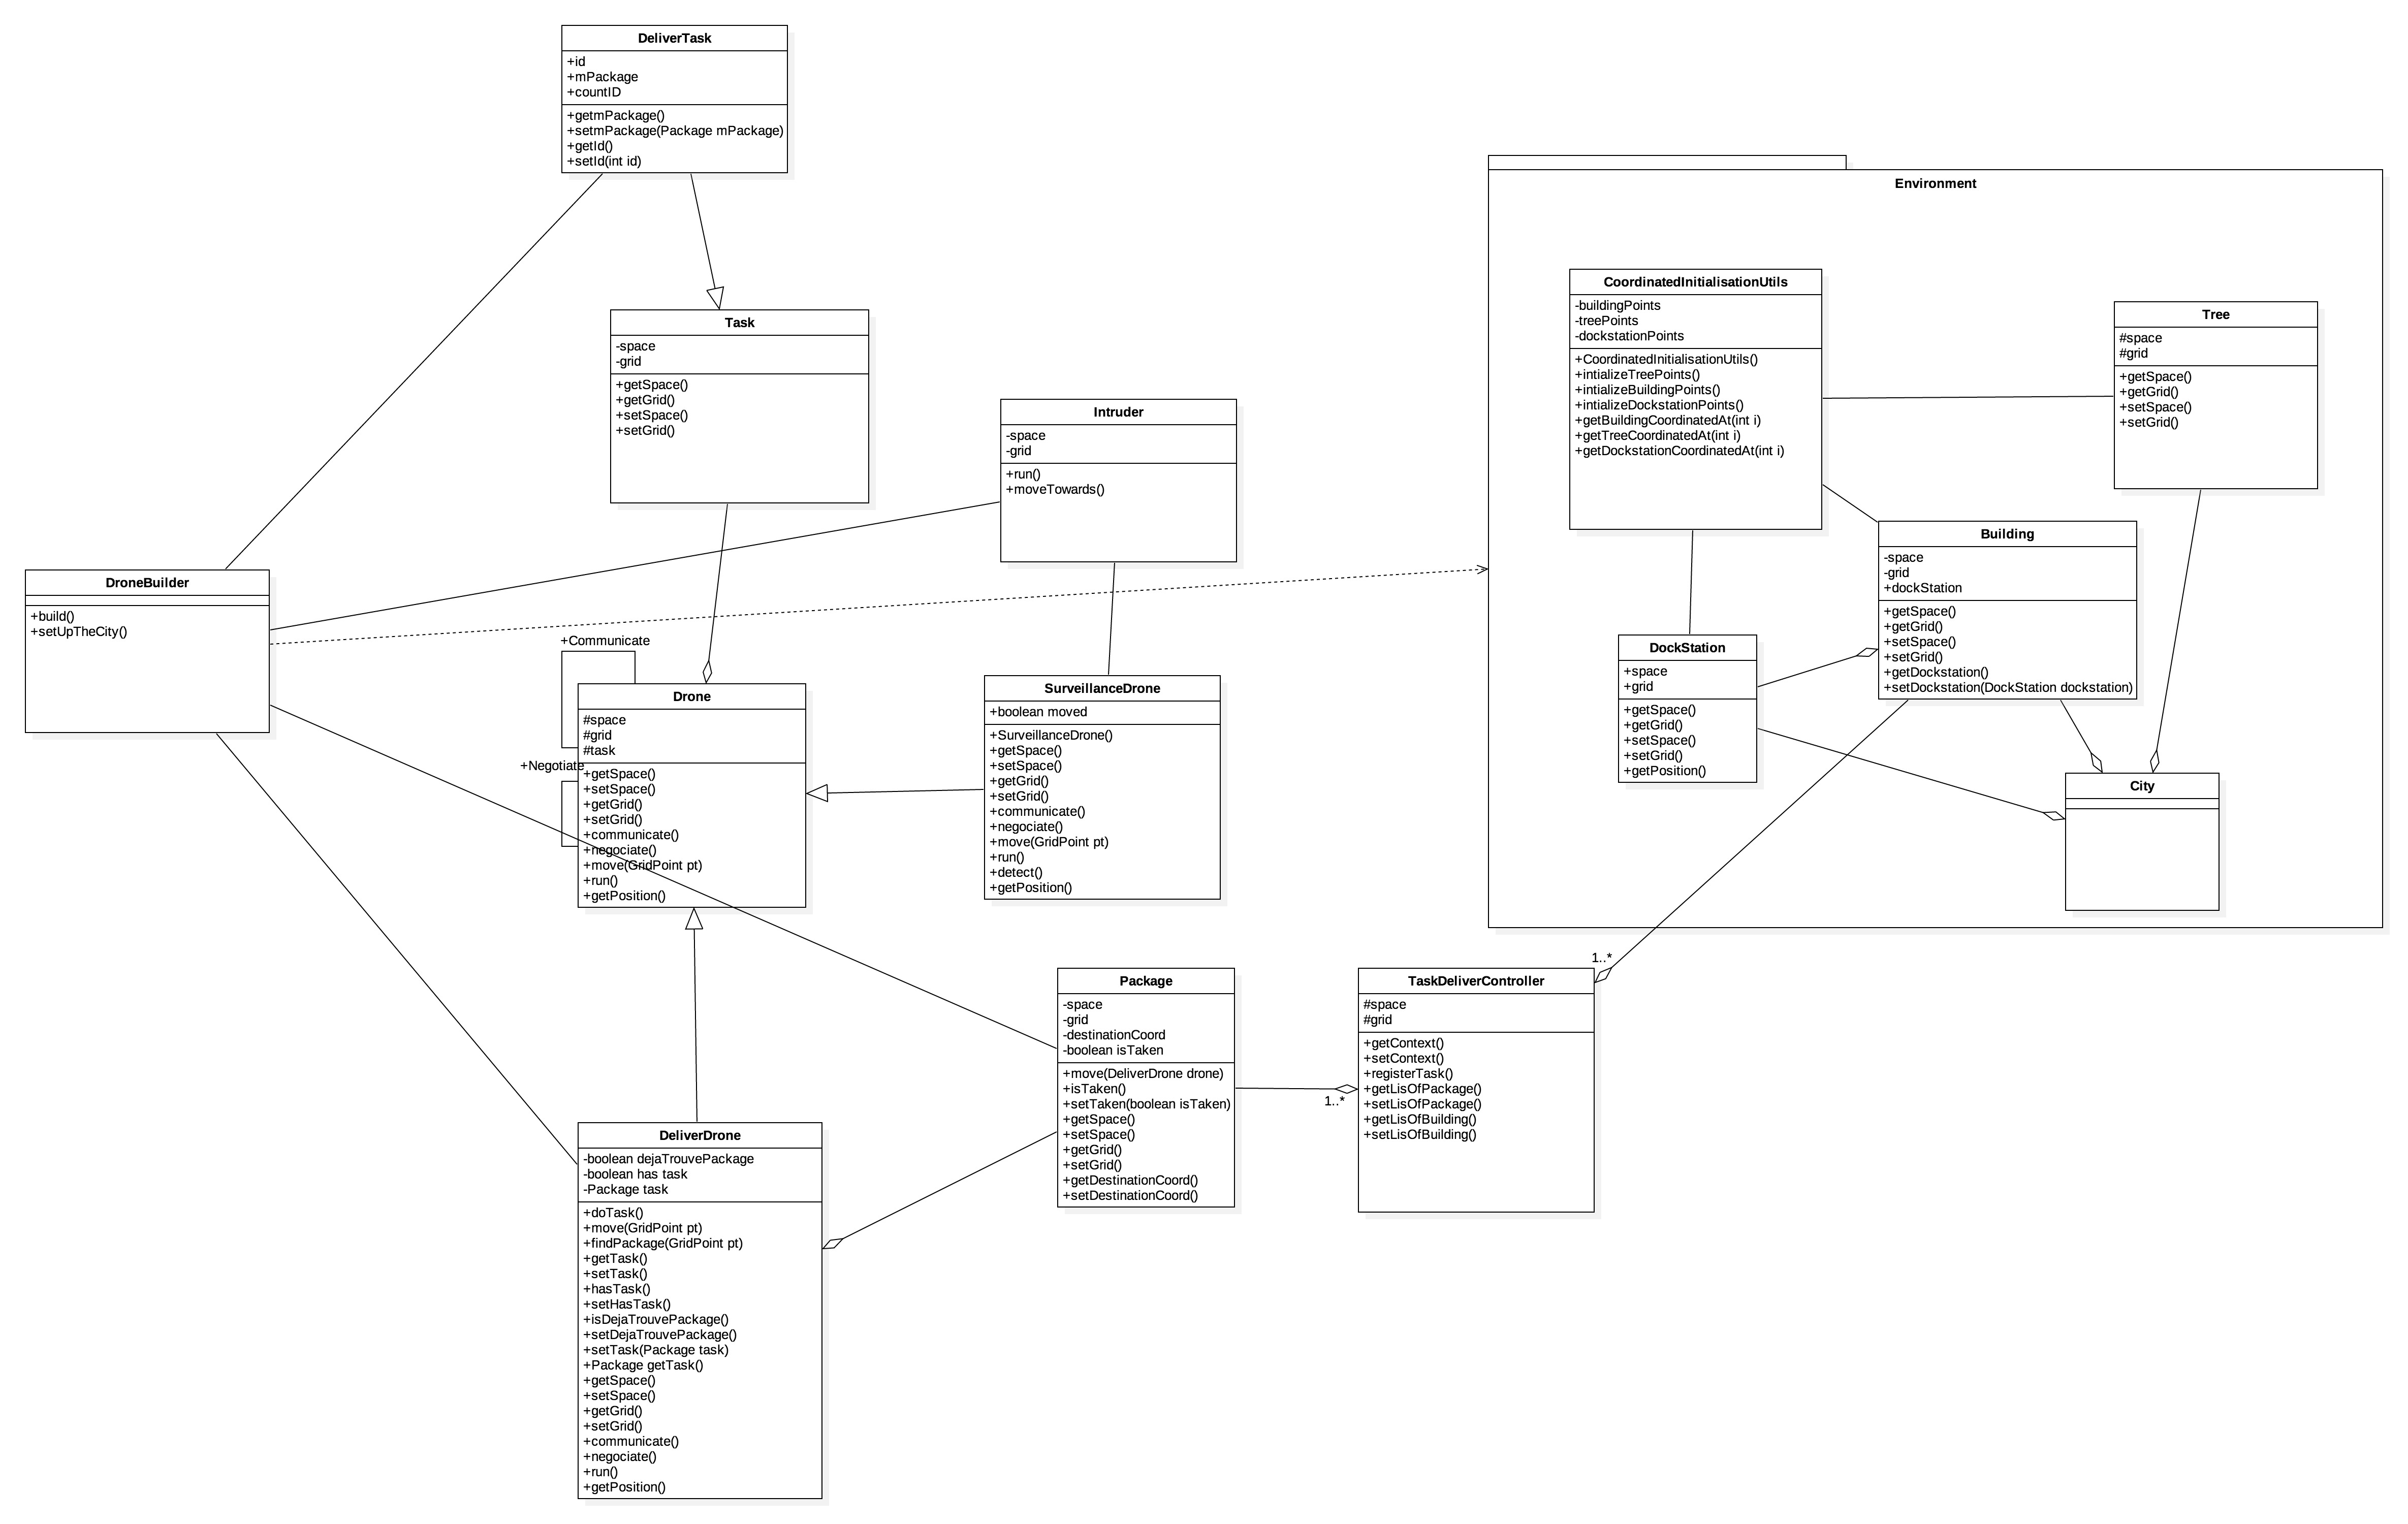 DeliverTask
+id
+mPackage
+countID
+getmPackage()
+setmPackage(Package mPackage)
+getId()
+setId(int id)
Task
-space
-grid
+getSpace()
+getGrid()
+setSpace()
+setGrid()
Intruder
-space
-grid
+run()
+moveTowards()
DroneBuilder
+build()
+setUpTheCity()
+Communicate
+Negotiate
Drone
#space
#grid
#task
+getSpace()
+setSpace()
+getGrid()
+setGrid()
+communicate()
+negociate()
+move(GridPoint pt)
+run()
+getPosition()
SurveillanceDrone
+boolean moved
+SurveillanceDrone()
+getSpace()
+setSpace()
+getGrid()
+setGrid()
+communicate()
+negociate()
+move(GridPoint pt)
+run()
+detect()
+getPosition()
Environment
CoordinatedInitialisationUtils
-buildingPoints
-treePoints
-dockstationPoints
+CoordinatedInitialisationUtils()
+intializeTreePoints()
+intializeBuildingPoints()
+intializeDockstationPoints()
+getBuildingCoordinatedAt(int i)
+getTreeCoordinatedAt(int i)
+getDockstationCoordinatedAt(int i)
Tree
#space
#grid
+getSpace()
+getGrid()
+setSpace()
+setGrid()
Building
-space
-grid
+dockStation
+getSpace()
+getGrid()
+setSpace()
+setGrid()
+getDockstation()
+setDockstation(DockStation dockstation)
DockStation
+space
+grid
+getSpace()
+getGrid()
+setSpace()
+setGrid()
+getPosition()
City
Package
-space
-grid
-destinationCoord
-boolean isTaken
+move(DeliverDrone drone)
+isTaken()
+setTaken(boolean isTaken)
+getSpace()
+setSpace()
+getGrid()
+setGrid()
+getDestinationCoord()
+setDestinationCoord()
1..*
1..*
TaskDeliverController
#space
#grid
+getContext()
+setContext()
+registerTask()
+getLisOfPackage()
+setLisOfPackage()
+getLisOfBuilding()
+setLisOfBuilding()
DeliverDrone
-boolean dejaTrouvePackage
-boolean has task
-Package task
+doTask()
+move(GridPoint pt)
+findPackage(GridPoint pt)
+getTask()
+setTask()
+hasTask()
+setHasTask()
+isDejaTrouvePackage()
+setDejaTrouvePackage()
+setTask(Package task)
+Package getTask()
+getSpace()
+setSpace()
+getGrid()
+setGrid()
+communicate()
+negociate()
+run()
+getPosition()